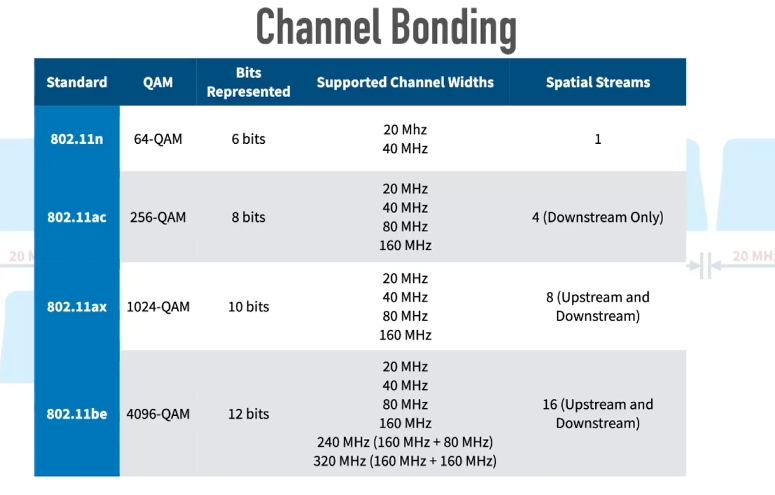 Channel Bonding
Standard QAM Bits Represented Supported Channel Widths Spatial Streams
802.11n 64-QAM 6 bits 20 Mhz 1
40 MHz
802.11ac 256-QAM 8 bits 20 MHz 4 (Downstream Only)
40 MHz
80 MHz
160 MHz
802.11ax 1024-QAM 10 bits 20 MHz 8 (Upstream and Downstream)
40 MHz
80 MHz
160 MHz
802.11be 4096-QAM 12 bits 20 MHz 16 (Upstream and Downstream)
40 MHz
80 MHz
160 MHz
240 MHz (160 MHz + 80 MHz)
320 MHz (160 MHz + 160 MHz)
20 MHz